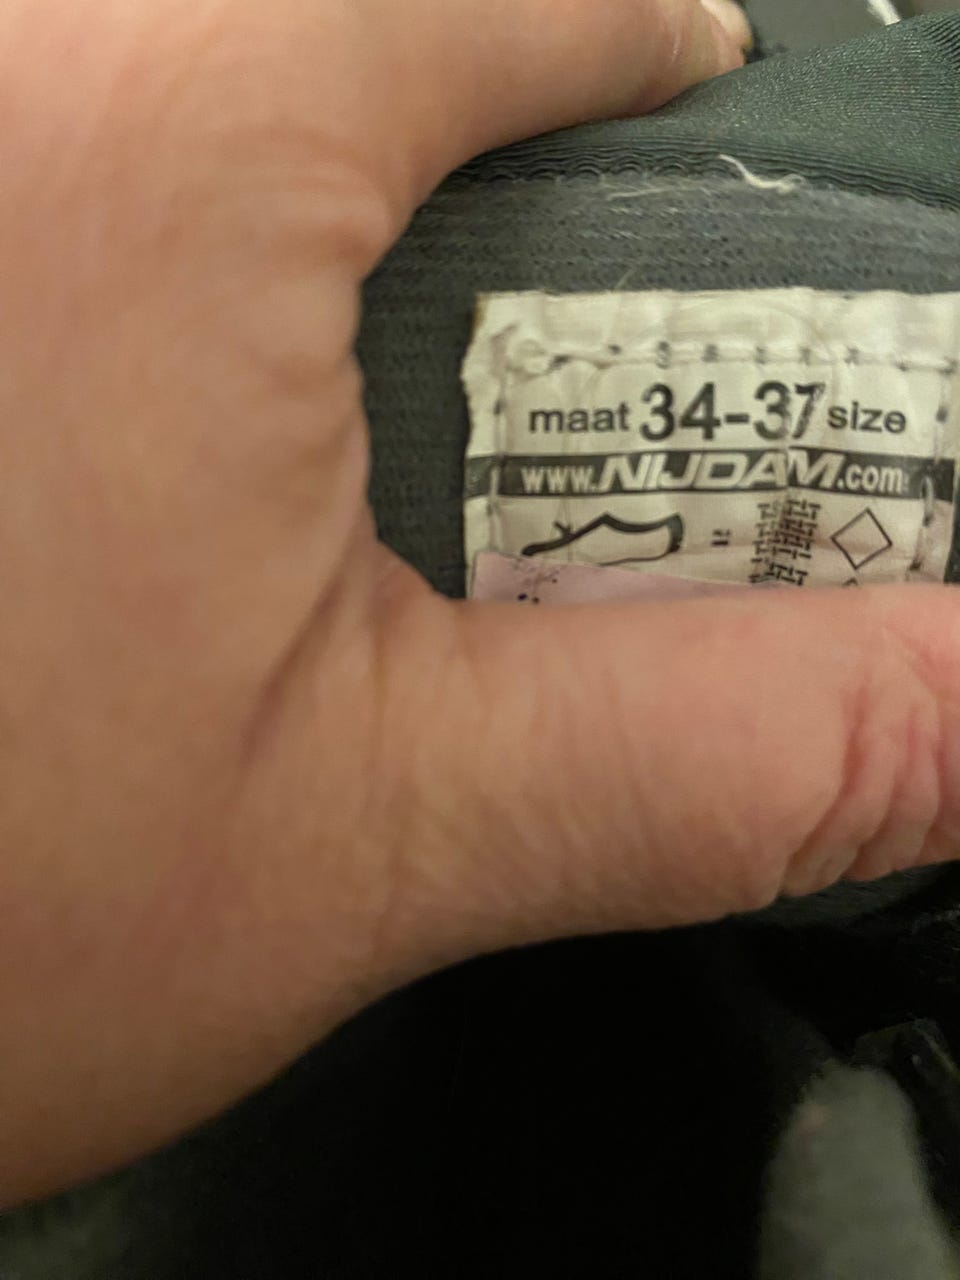 maat 34-37 size
www.NIJDAM.com
=